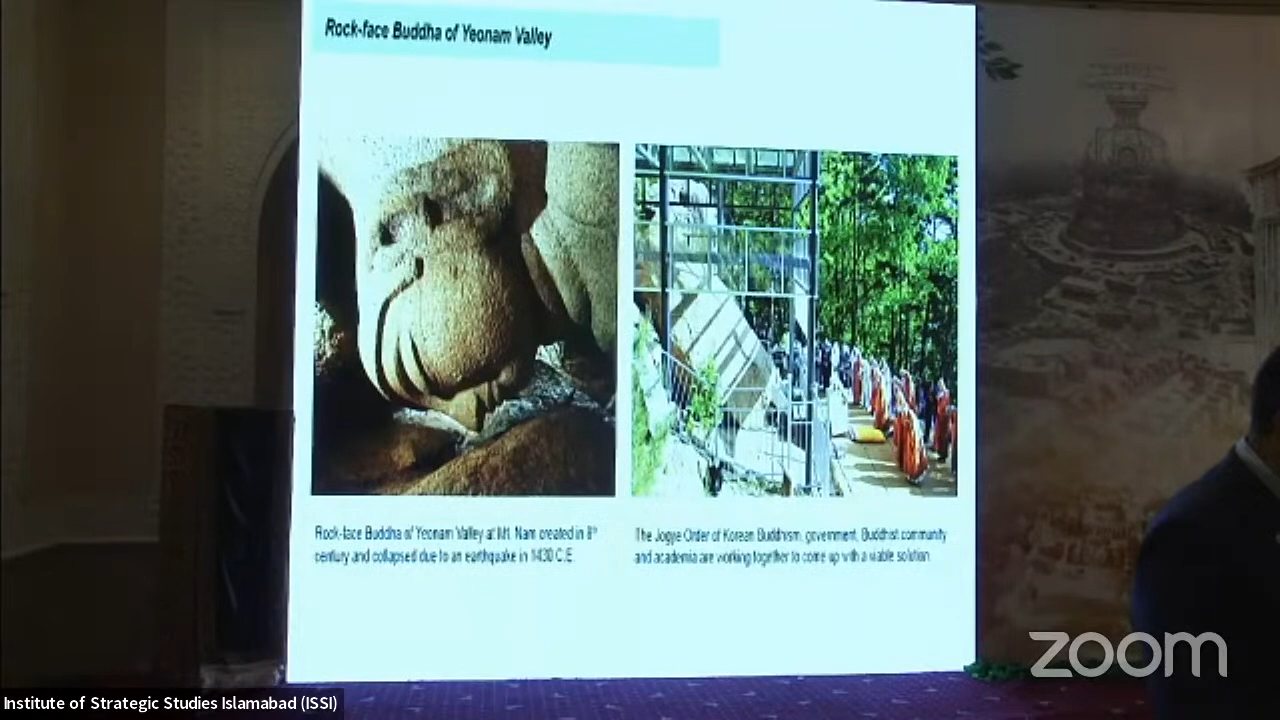 Rock-face Buddha of Yeonam Valley
Rock-face Buddha of Yeonam Valley at Mt. Nam created in 8th
century and collapsed due to an earthquake in 1430 C.E.
The Jogye Order of Korean Buddhism, government, Buddhist community
and academia are working together to come up with a viable solution.
zoom
Institute of Strategic Studies Islamabad (ISSI)